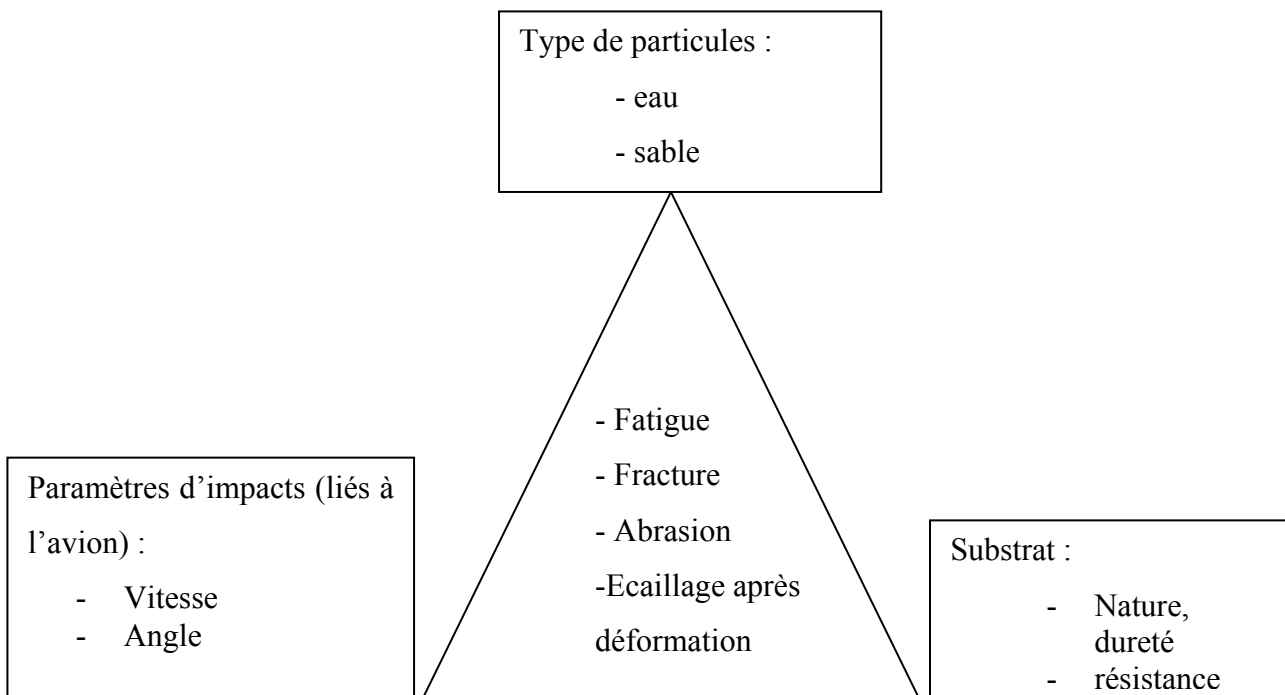 Type de particules :
- eau
- sable
- Fatigue
- Fracture
- Abrasion
-Ecaillage après
déformation
Paramètres d’impacts (liés à
l’avion) :
- Vitesse
- Angle
Substrat :
- Nature,
dureté
- résistance